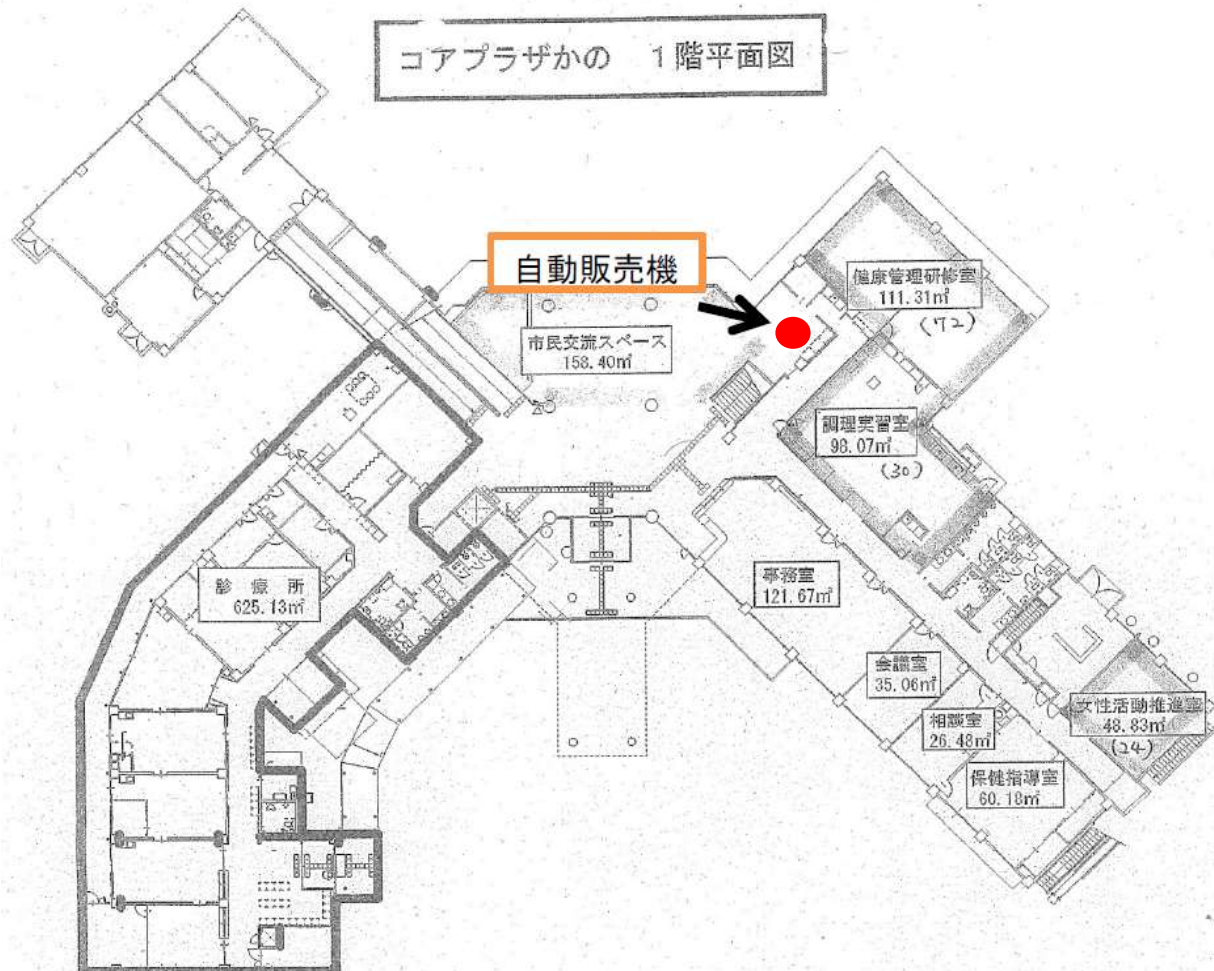 コアプラザかの　1階平面図
自動販売機
健康管理研修室
111.31㎡
(72)
市民交流スペース
158.40㎡
調理実習室
98.07㎡
(30)
診療所
625.13㎡
事務室
121.67㎡
会議室
35.06㎡
相談室
26.48㎡
女性活動推進室
48.83㎡
(24)
保健指導室
60.18㎡